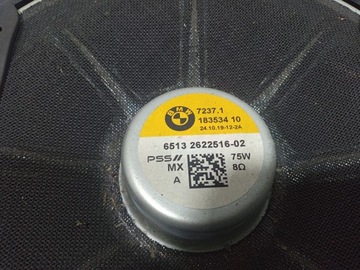 BMW
7237.1
183534 10
24.10.19-12-2A
6513 2622516-02
PSS//
MX
A
75W
8Ω